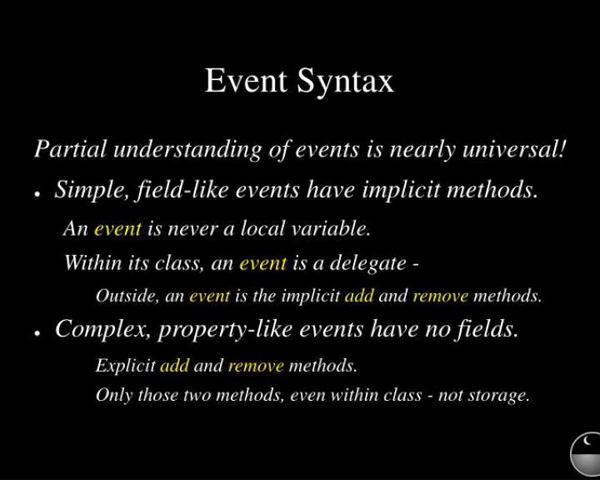 Event Syntax
Partial understanding of events is nearly universal!
• Simple, field-like events have implicit methods.
An event is never a local variable.
Within its class, an event is a delegate -
Outside, an event is the implicit add and remove methods.
• Complex, property-like events have no fields.
Explicit add and remove methods.
Only those two methods, even within class - not storage.